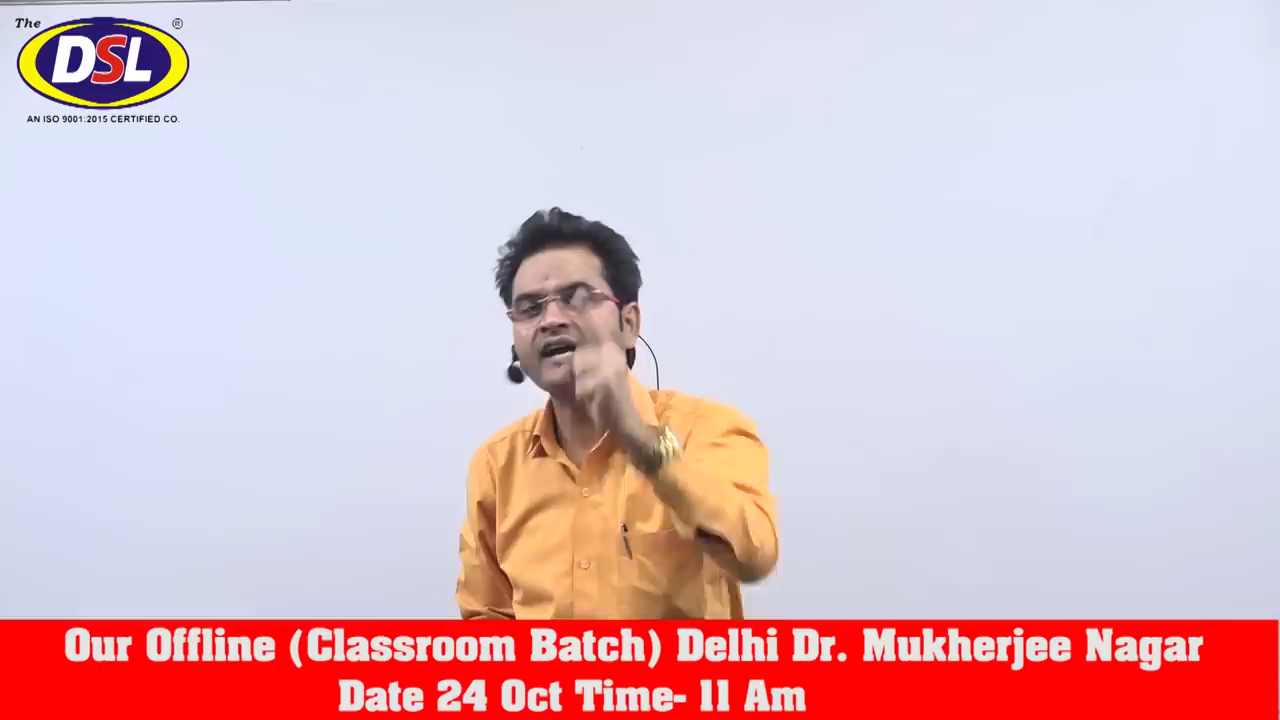 The
®
DSL
AN ISO 9001:2015 CERTIFIED CO.
Our Offline (Classroom Batch) Delhi Dr. Mukherjee Nagar
Date 24 Oct Time- 11 Am